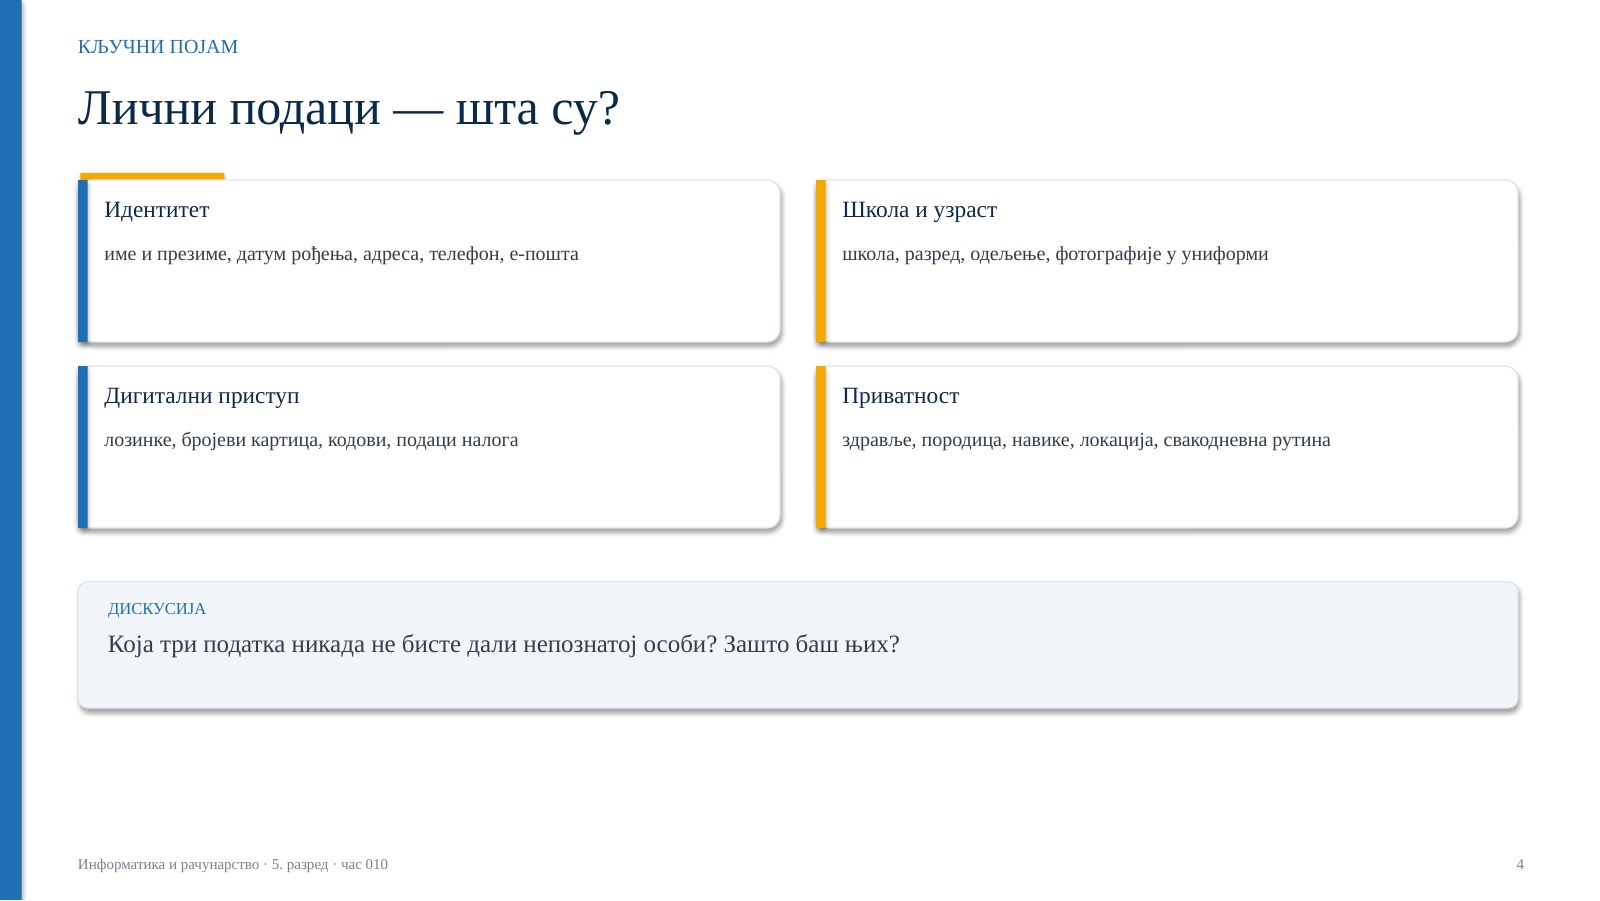 КЉУЧНИ ПОЈАМ
Лични подаци — шта су?
Идентитет
име и презиме, датум рођења, адреса, телефон, е-пошта
Школа и узраст
школа, разред, одељење, фотографије у униформи
Дигитални приступ
лозинке, бројеви картица, кодови, подаци налога
Приватност
здравље, породица, навике, локација, свакодневна рутина
ДИСКУСИЈА
Која три податка никада не бисте дали непознатој особи? Зашто баш њих?
Информатика и рачунарство · 5. разред · час 010
4